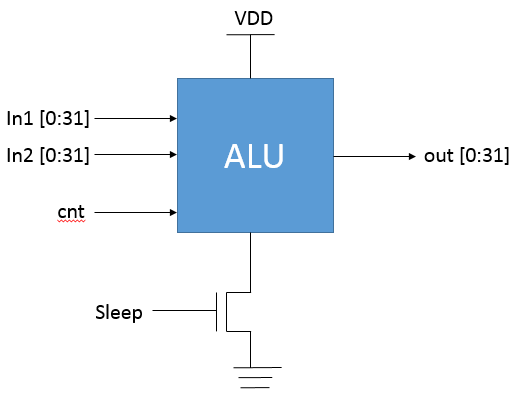 VDD
In1 [0:31]
In2 [0:31]
ALU
out [0:31]
cnt
Sleep